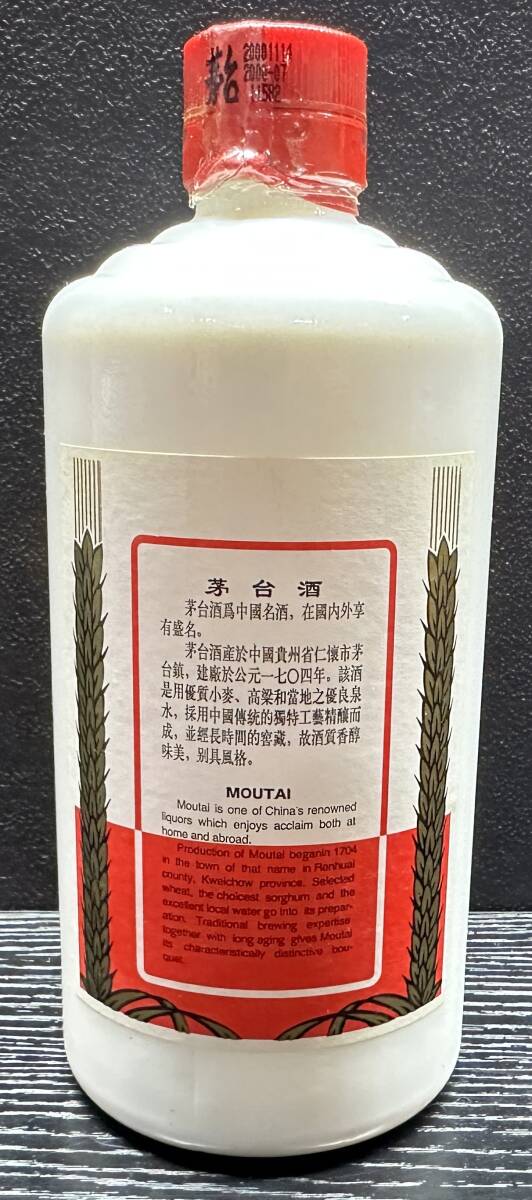 茅台
20001114
2000-07
11582
茅台酒
茅台酒爲中國名酒，在國内外享
有盛名。
茅台酒産於中國貴州省仁懷市茅
台鎮，建廠於公元一七〇四年。該酒
是用優質小麥、高梁和當地之優良泉
水，採用中國傳統的獨特工藝精釀而
成，並經長時間的窖藏，故酒質香醇
味美，别具風格。
MOUTAI
Moutai is one of China's renowned
liquors which enjoys acclaim both at
home and abroad.
Production of Moutai beganin 1704
in the town of that name in Renhuai
county, Kweichow province. Selected
wheat, the choicest sorghum and the
excellent local water go into its prepar-
ation. Traditional brewing expertise
together with long aging gives Moutai
its characteristically distinctive bou-
quet.